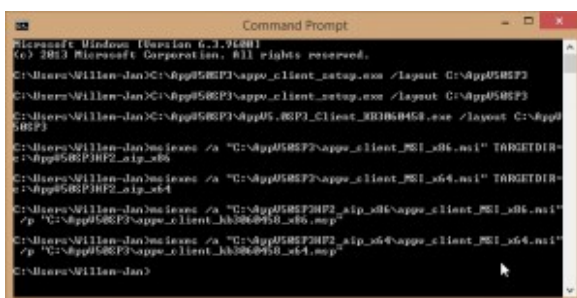 Command Prompt
Microsoft Windows [Version 6.3.9600]
(c) 2013 Microsoft Corporation. All rights reserved.
C:\Users\Willem-Jan>C:\AppV50SP3\appv_client_setup.exe /layout C:\AppV50SP3
C:\Users\Willem-Jan>C:\AppV50SP3\appv_client_setup.exe /layout C:\AppV50SP3
C:\Users\Willem-Jan>C:\AppV50SP3\AppV5.0SP3_Client_KB3060458.exe /layout C:\AppV
50SP3
C:\Users\Willem-Jan>msiexec /a "C:\AppV50SP3\appv_client_MSI_x86.msi" TARGETDIR=
c:\AppV50SP3HF2_aip_x86
C:\Users\Willem-Jan>msiexec /a "C:\AppV50SP3\appv_client_MSI_x64.msi" TARGETDIR=
c:\AppV50SP3HF2_aip_x64
C:\Users\Willem-Jan>msiexec /a "C:\AppV50SP3HF2_aip_x86\appv_client_MSI_x86.msi"
/p "C:\AppV50SP3\appv_client_kb3060458_x86.msp"
C:\Users\Willem-Jan>msiexec /a "C:\AppV50SP3HF2_aip_x64\appv_client_MSI_x64.msi"
/p "C:\AppV50SP3\appv_client_kb3060458_x64.msp"
C:\Users\Willem-Jan>